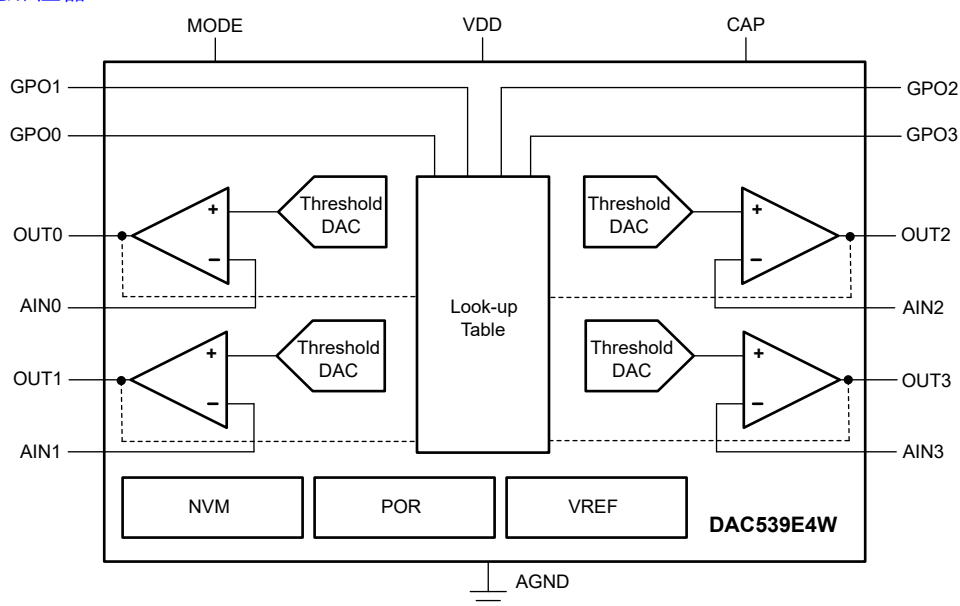 MODE VDD CAP
GPO1 GPO2
GPO0 GPO3
Threshold DAC Threshold DAC
+ +
OUT0 OUT2
− −
AIN0 AIN2
Look-up
Table
Threshold DAC Threshold DAC
+ +
OUT1 OUT3
− −
AIN1 AIN3
NVM POR VREF
DAC539E4W
AGND